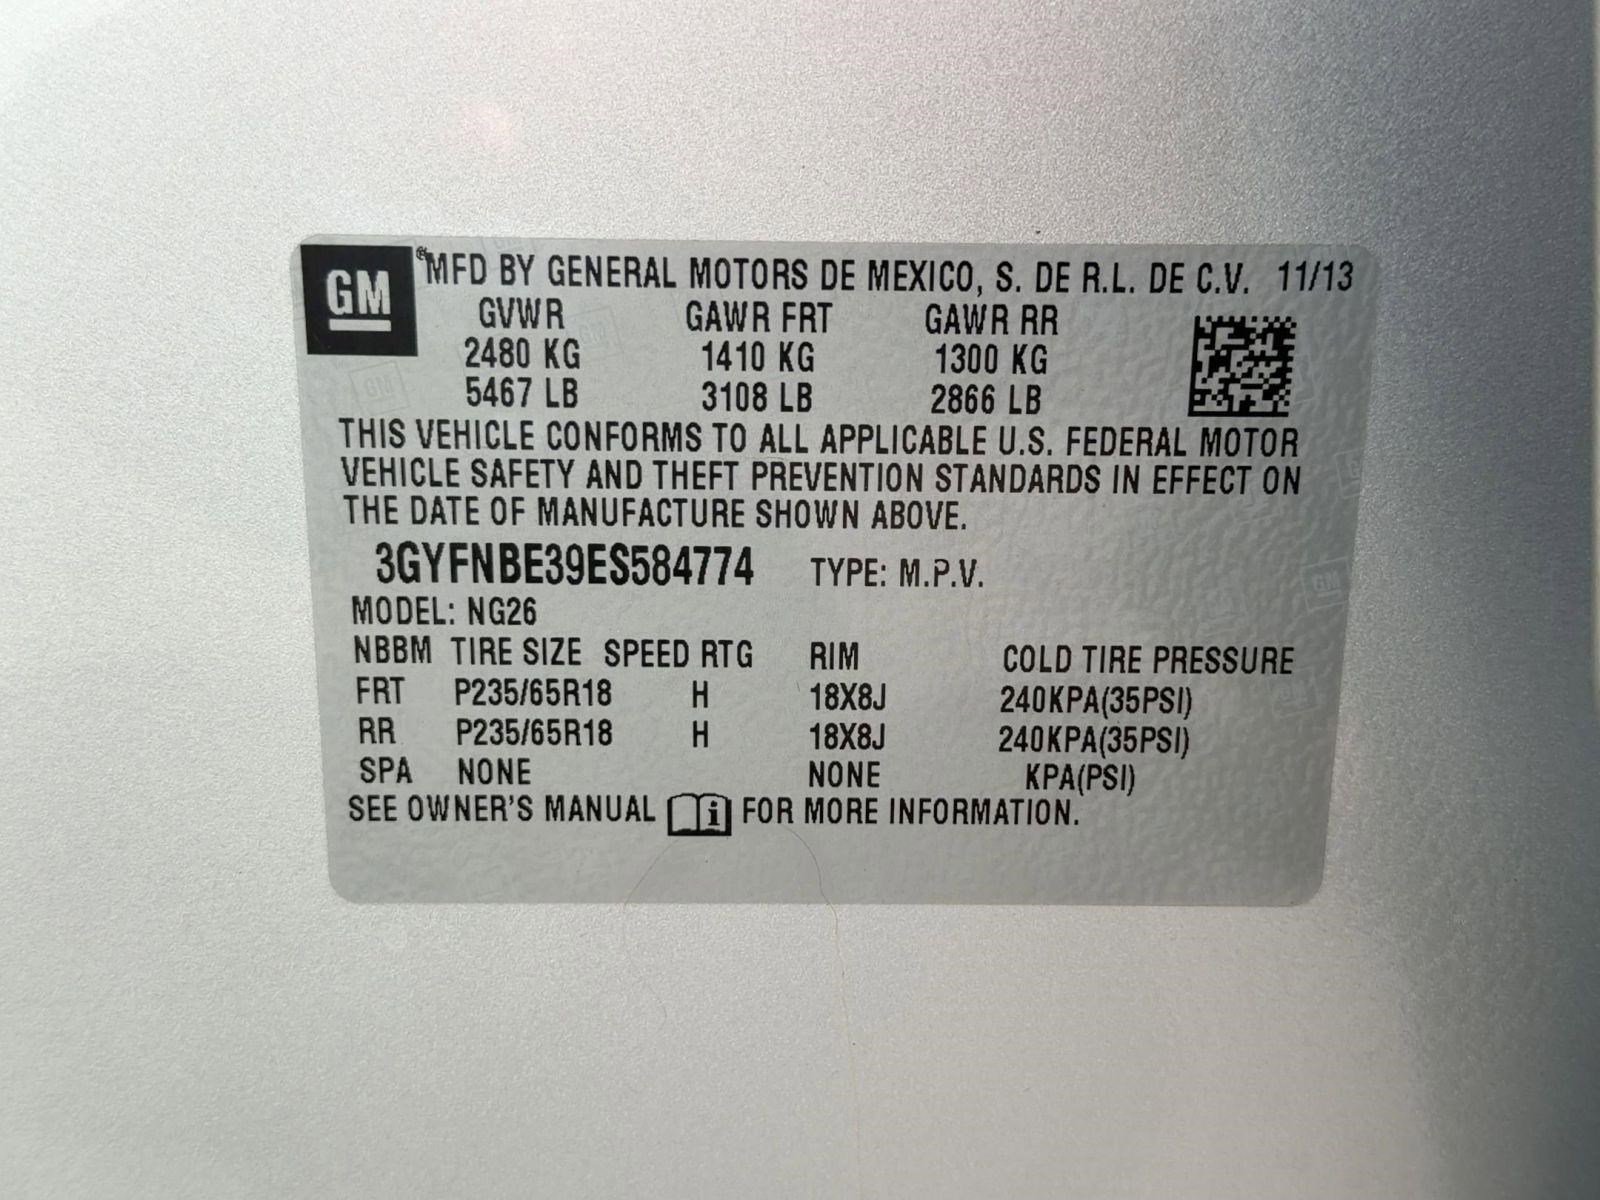 GM ® MFD BY GENERAL MOTORS DE MEXICO, S. DE R.L. DE C.V. 11/13
GVWR GAWR FRT GAWR RR
2480 KG 1410 KG 1300 KG
5467 LB 3108 LB 2866 LB
THIS VEHICLE CONFORMS TO ALL APPLICABLE U.S. FEDERAL MOTOR
VEHICLE SAFETY AND THEFT PREVENTION STANDARDS IN EFFECT ON
THE DATE OF MANUFACTURE SHOWN ABOVE.
3GYFNBE39ES584774 TYPE: M.P.V.
MODEL: NG26
NBBM TIRE SIZE SPEED RTG RIM COLD TIRE PRESSURE
FRT P235/65R18 H 18X8J 240KPA(35PSI)
RR P235/65R18 H 18X8J 240KPA(35PSI)
SPA NONE NONE KPA(PSI)
SEE OWNER'S MANUAL i FOR MORE INFORMATION.